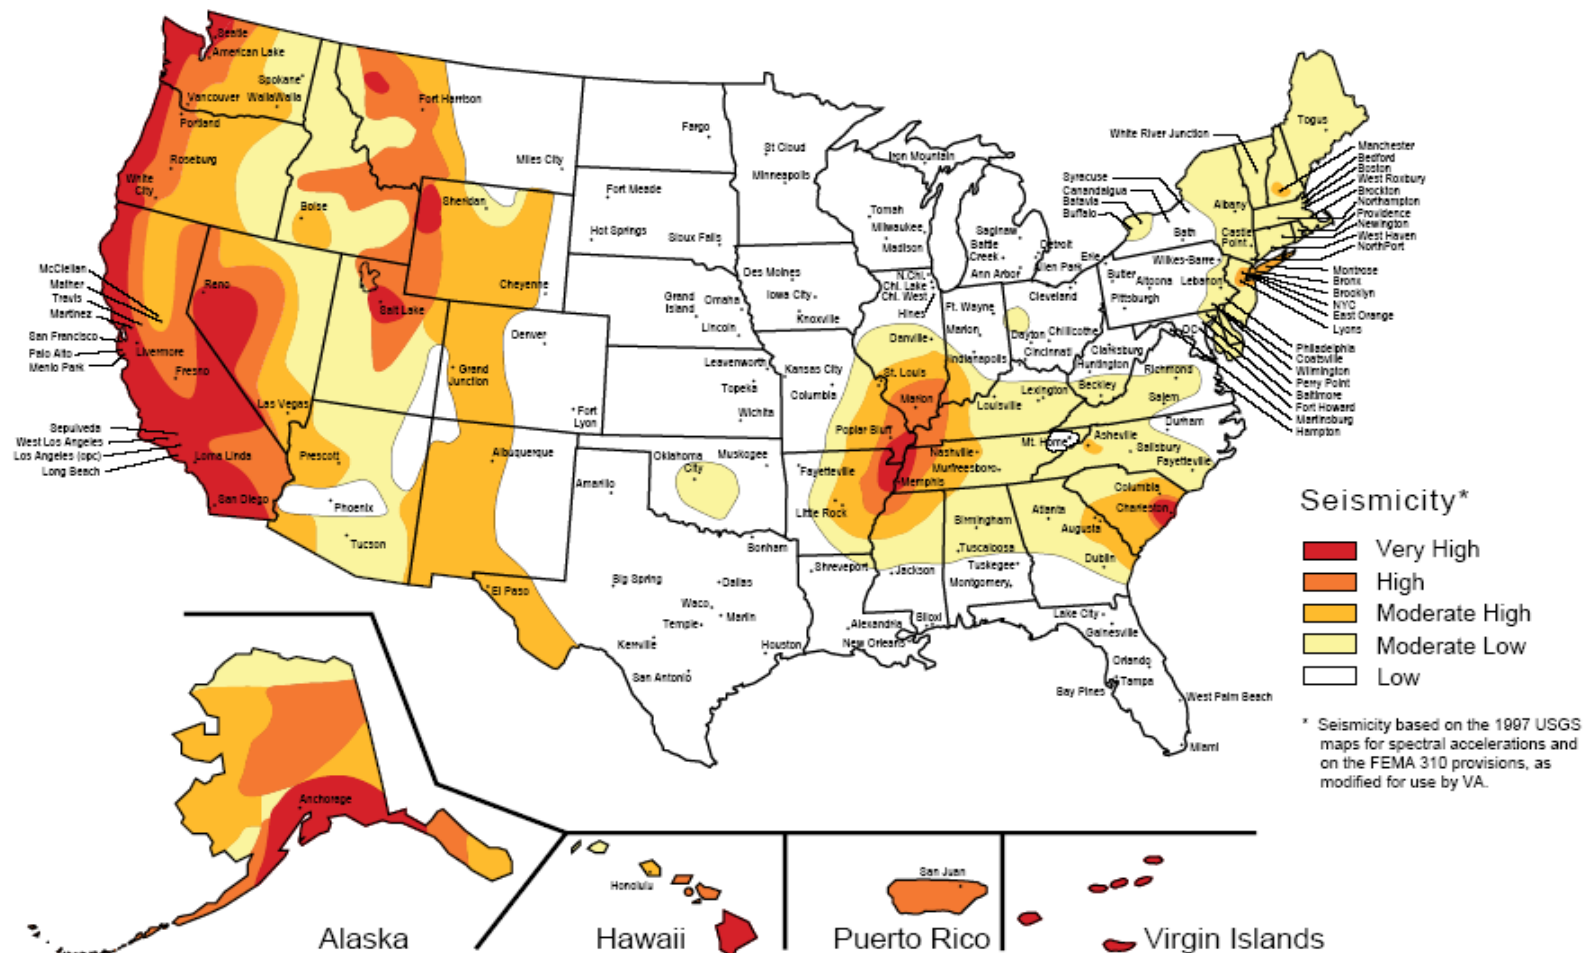 Seattle
American Lake
Spokane
Vancouver
WallaWalla
Portland
Roseburg
White
City
Boise
Fort Harrison
Miles City
Sheridan
Cheyenne
Reno
Salt Lake
McClellan
Mather
Travis
Martinez
San Francisco
Palo Alto
Menlo Park
Livermore
Fresno
Las Vegas
Sepulveda
West Los Angeles
Los Angeles (opc)
Long Beach
Loma Linda
San Diego
Prescott
Phoenix
Tucson
Grand
Junction
Denver
Fort
Lyon
Albuquerque
El Paso
Fargo
St Cloud
Minneapolis
Fort Meade
Hot Springs
Sioux Falls
Grand
Island
Omaha
Lincoln
Des Moines
Iowa City
Knoxville
Leavenworth
Topeka
Wichita
Kansas City
Columbia
Oklahoma
City
Muskogee
Amarillo
Bonham
Big Spring
Dallas
Waco
Marlin
Temple
Kerrville
Houston
San Antonio
Iron Mountain
Tomah
Milwaukee
Madison
N.Chi.
Chi. Lake
Chi. West
Hines
Saginaw
Battle
Creek
Detroit
Allen Park
Ann Arbor
Danville
St. Louis
Marion
Poplar Bluff
Fayetteville
Little Rock
Memphis
Shreveport
Alexandria
New Orleans
Jackson
Biloxi
Ft. Wayne
Marion
Indianapolis
Cleveland
Dayton
Chillicothe
Cincinnati
Louisville
Lexington
Nashville
Murfreesboro
Mt. Home
Birmingham
Tuscaloosa
Tuskegee
Montgomery
Atlanta
Augusta
Dublin
Columbia
Charleston
Asheville
Salisbury
Fayetteville
Durham
Salem
Richmond
Beckley
Huntington
Clarksburg
Lake City
Gainesville
Orlando
Tampa
Bay Pines
West Palm Beach
Miami
Erie
Butler
Altoona
Pittsburgh
Lebanon
Wilkes-Barre
Syracuse
Canandaigua
Batavia
Buffalo
Bath
Albany
Castle
Point
White River Junction
Togus
Manchester
Bedford
Boston
West Roxbury
Brockton
Northampton
Providence
Newington
West Haven
NorthPort
Montrose
Bronx
Brooklyn
NYC
East Orange
Lyons
DC
Philadelphia
Coatsville
Wilmington
Perry Point
Baltimore
Fort Howard
Martinsburg
Hampton
Seismicity*
Very High
High
Moderate High
Moderate Low
Low
* Seismicity based on the 1997 USGS
maps for spectral accelerations and
on the FEMA 310 provisions, as
modified for use by VA.
Anchorage
Alaska
Honolulu
Hawaii
San Juan
Puerto Rico
Virgin Islands